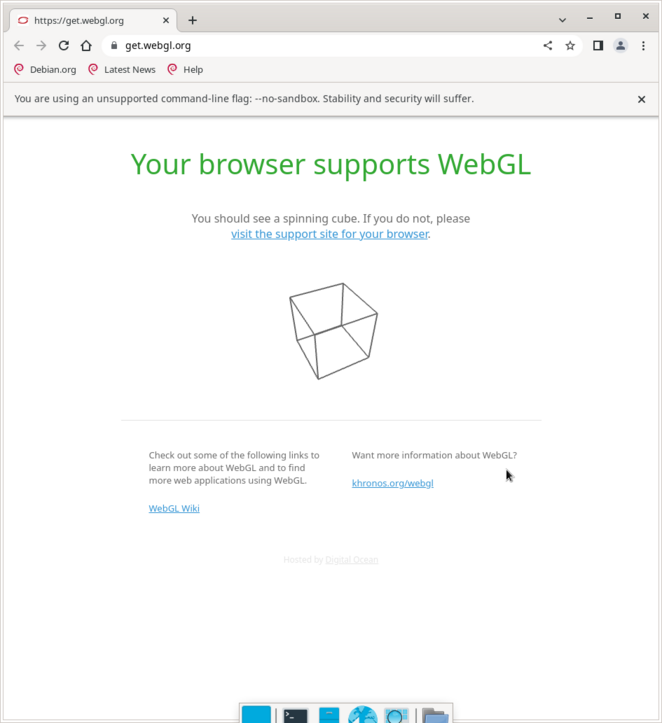 https://get.webgl.org
get.webgl.org
Debian.org
Latest News
Help
You are using an unsupported command-line flag: --no-sandbox. Stability and security will suffer.
Your browser supports WebGL
You should see a spinning cube. If you do not, please
visit the support site for your browser.
Check out some of the following links to
learn more about WebGL and to find
more web applications using WebGL.
WebGL Wiki
Want more information about WebGL?
khronos.org/webgl
Hosted by Digital Ocean